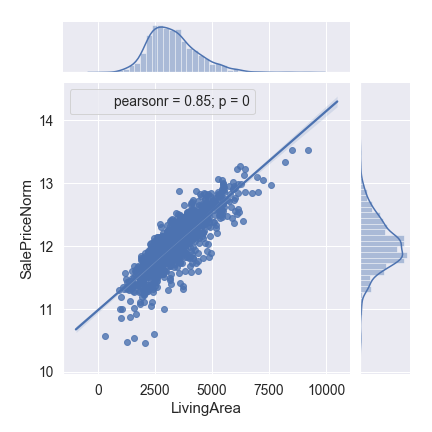 pearsonr = 0.85; p = 0
14
13
12
11
10
SalePriceNorm
0 2500 5000 7500 10000
LivingArea